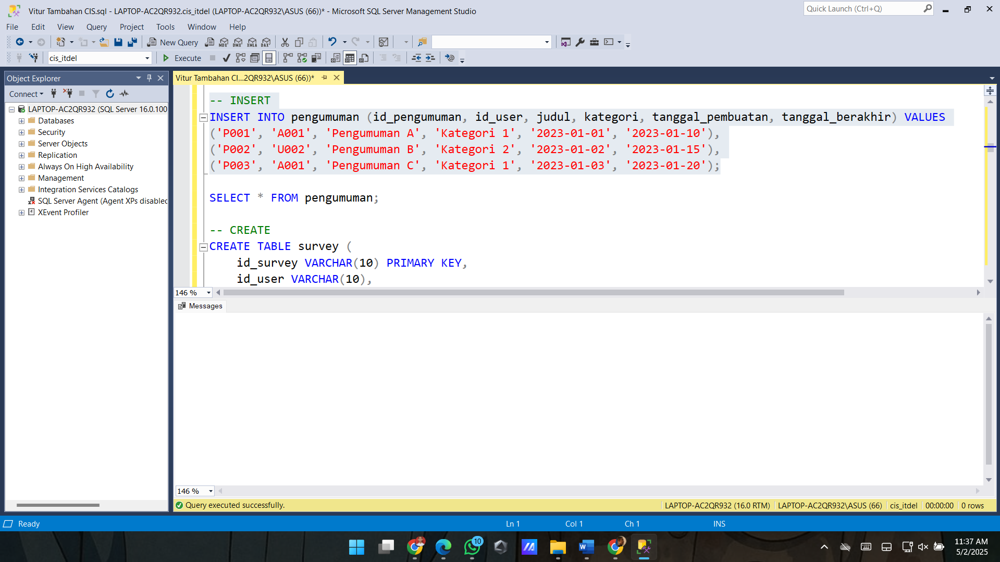 Vitur Tambahan CIS.sql - LAPTOP-AC2QR932.cis_itdel (LAPTOP-AC2QR932\ASUS (66))* - Microsoft SQL Server Management Studio
Quick Launch (Ctrl+Q)
File Edit View Query Project Tools Window Help
New Query MDX DMX XMLA DAX
cis_itdel Execute
Object Explorer
Connect
LAPTOP-AC2QR932 (SQL Server 16.0.100
Databases
Security
Server Objects
Replication
Always On High Availability
Management
Integration Services Catalogs
SQL Server Agent (Agent XPs disabled
XEvent Profiler
Vitur Tambahan CI...2QR932\ASUS (66))*
-- INSERT
INSERT INTO pengumuman (id_pengumuman, id_user, judul, kategori, tanggal_pembuatan, tanggal_berakhir) VALUES
('P001', 'A001', 'Pengumuman A', 'Kategori 1', '2023-01-01', '2023-01-10'),
('P002', 'U002', 'Pengumuman B', 'Kategori 2', '2023-01-02', '2023-01-15'),
('P003', 'A001', 'Pengumuman C', 'Kategori 1', '2023-01-03', '2023-01-20');
SELECT * FROM pengumuman;
-- CREATE
CREATE TABLE survey (
id_survey VARCHAR(10) PRIMARY KEY,
id_user VARCHAR(10),
146 %
Messages
146 %
Query executed successfully.
LAPTOP-AC2QR932 (16.0 RTM) LAPTOP-AC2QR932\ASUS (66) cis_itdel 00:00:00 0 rows
Ready Ln 1 Col 1 Ch 1 INS
10
11:37 AM
5/2/2025